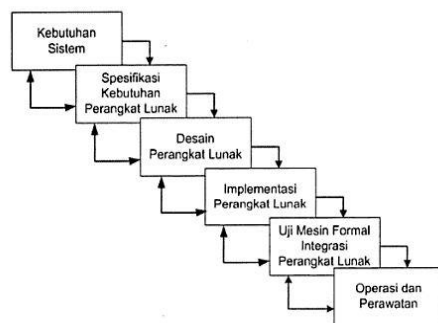 Kebutuhan
Sistem
Spesifikasi
Kebutuhan
Perangkat Lunak
Desain
Perangkat Lunak
Implementasi
Perangkat Lunak
Uji Mesin Formal
Integrasi
Perangkat Lunak
Operasi dan
Perawatan